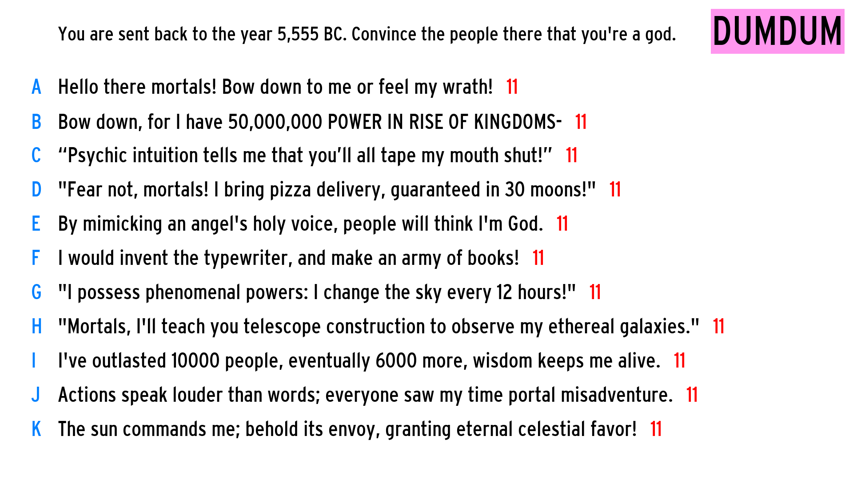 You are sent back to the year 5,555 BC. Convince the people there that you're a god. DUMDUM
A Hello there mortals! Bow down to me or feel my wrath! 11
B Bow down, for I have 50,000,000 POWER IN RISE OF KINGDOMS- 11
C “Psychic intuition tells me that you’ll all tape my mouth shut!” 11
D "Fear not, mortals! I bring pizza delivery, guaranteed in 30 moons!" 11
E By mimicking an angel's holy voice, people will think I'm God. 11
F I would invent the typewriter, and make an army of books! 11
G "I possess phenomenal powers: I change the sky every 12 hours!" 11
H "Mortals, I'll teach you telescope construction to observe my ethereal galaxies." 11
I I've outlasted 10000 people, eventually 6000 more, wisdom keeps me alive. 11
J Actions speak louder than words; everyone saw my time portal misadventure. 11
K The sun commands me; behold its envoy, granting eternal celestial favor! 11